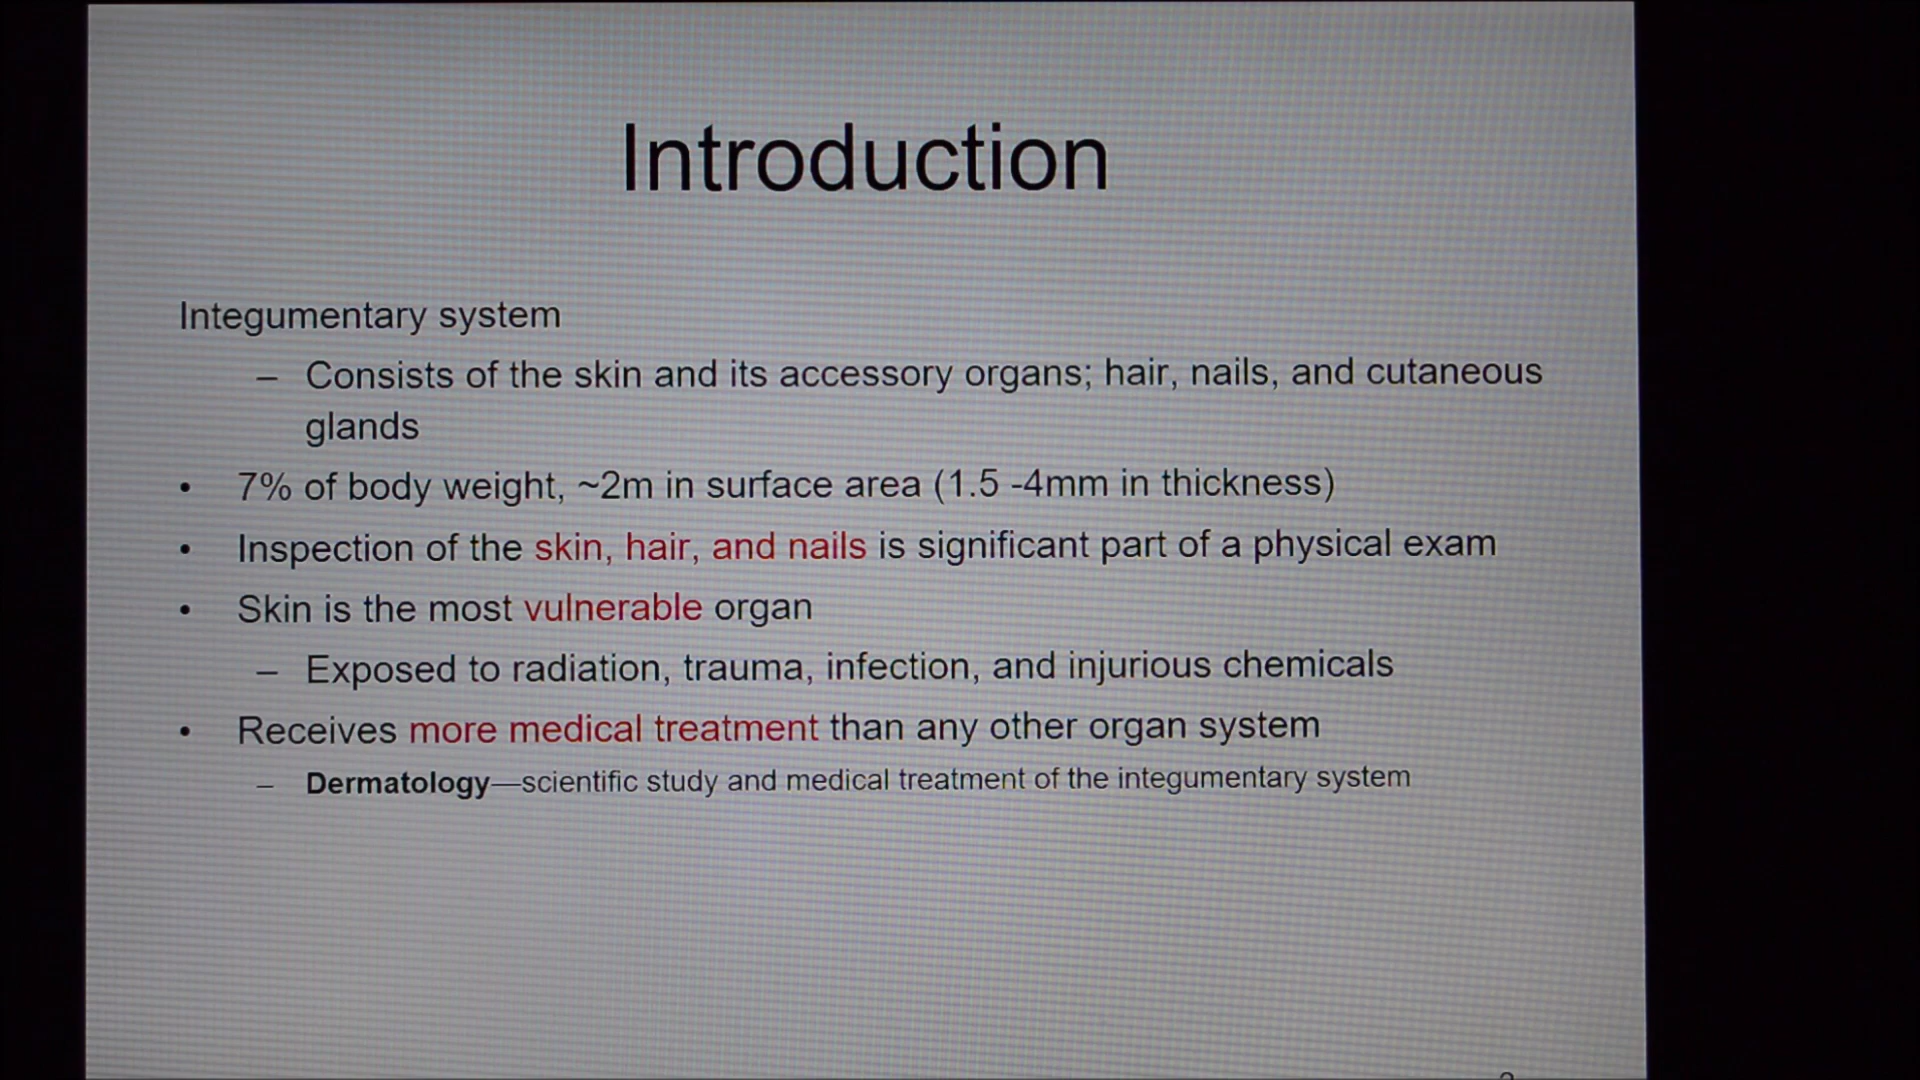 Introduction
Integumentary system
– Consists of the skin and its accessory organs; hair, nails, and cutaneous
glands
• 7% of body weight, ~2m in surface area (1.5 -4mm in thickness)
• Inspection of the skin, hair, and nails is significant part of a physical exam
• Skin is the most vulnerable organ
– Exposed to radiation, trauma, infection, and injurious chemicals
• Receives more medical treatment than any other organ system
– Dermatology—scientific study and medical treatment of the integumentary system